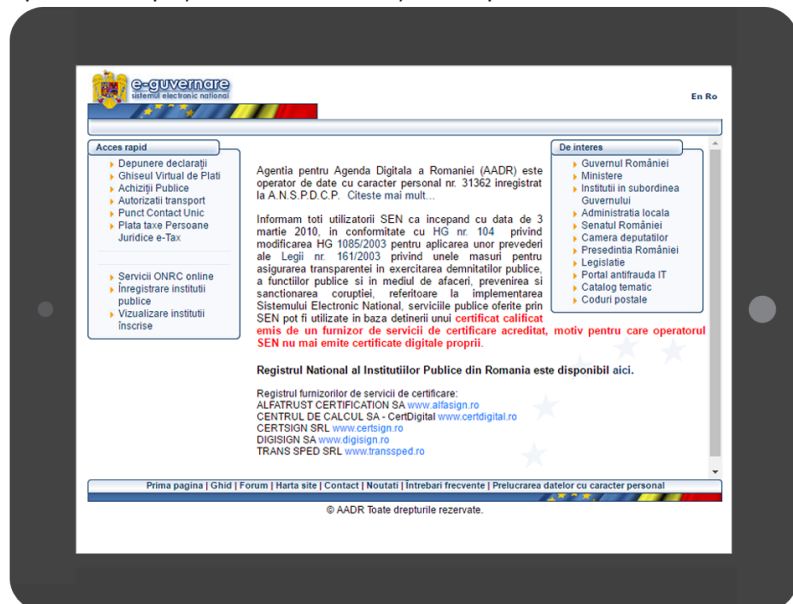 e-guvernare
sistemul electronic national
En Ro
Acces rapid
Depunere declarații
Ghiseul Virtual de Plati
Achiziții Publice
Autorizatii transport
Punct Contact Unic
Plata taxe Persoane
Juridice e-Tax
Servicii ONRC online
Înregistrare institutii
publice
Vizualizare institutii
înscrise
Agentia pentru Agenda Digitala a Romaniei (AADR) este
operator de date cu caracter personal nr. 31362 inregistrat
la A.N.S.P.D.C.P. Citeste mai mult...
Informam toti utilizatorii SEN ca incepand cu data de 3
martie 2010, in conformitate cu HG nr. 104 privind
modificarea HG 1085/2003 pentru aplicarea unor prevederi
ale Legii nr. 161/2003 privind unele masuri pentru
asigurarea transparentei in exercitarea demnitatilor publice,
a functiilor publice si in mediul de afaceri, prevenirea si
sanctionarea coruptiei, referitoare la implementarea
Sistemului Electronic National, serviciile publice oferite prin
SEN pot fi utilizate in baza detinerii unui certificat calificat
emis de un furnizor de servicii de certificare acreditat, motiv pentru care operatorul
SEN nu mai emite certificate digitale proprii.
Registrul National al Institutiilor Publice din Romania este disponibil aici.
Registrul furnizorilor de servicii de certificare:
ALFATRUST CERTIFICATION SA www.alfasign.ro
CENTRUL DE CALCUL SA - CertDigital www.certdigital.ro
CERTSIGN SRL www.certsign.ro
DIGISIGN SA www.digisign.ro
TRANS SPED SRL www.transsped.ro
De interes
Guvernul României
Ministere
Institutii in subordinea
Guvernului
Administratia locala
Senatul României
Camera deputatilor
Presedintia României
Legislatie
Portal antifrauda IT
Catalog tematic
Coduri postale
Prima pagina | Ghid | Forum | Harta site | Contact | Noutati | Întrebari frecvente | Prelucrarea datelor cu caracter personal
© AADR Toate drepturile rezervate.